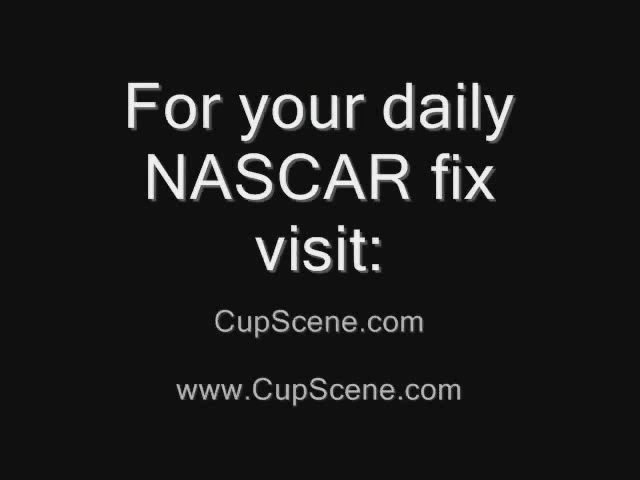 For your daily
NASCAR fix
visit:
CupScene.com
www.CupScene.com